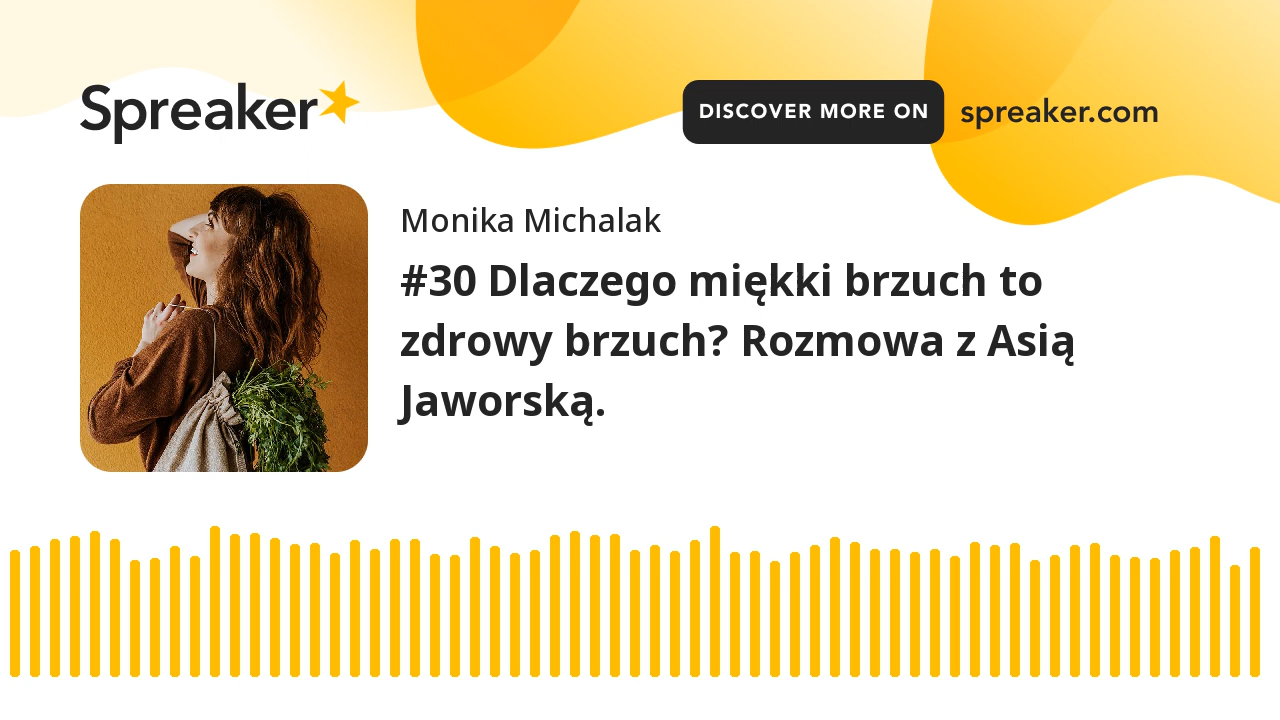 Spreaker
DISCOVER MORE ON
spreaker.com
Monika Michalak
#30 Dlaczego miękki brzuch to
zdrowy brzuch? Rozmowa z Asią
Jaworską.